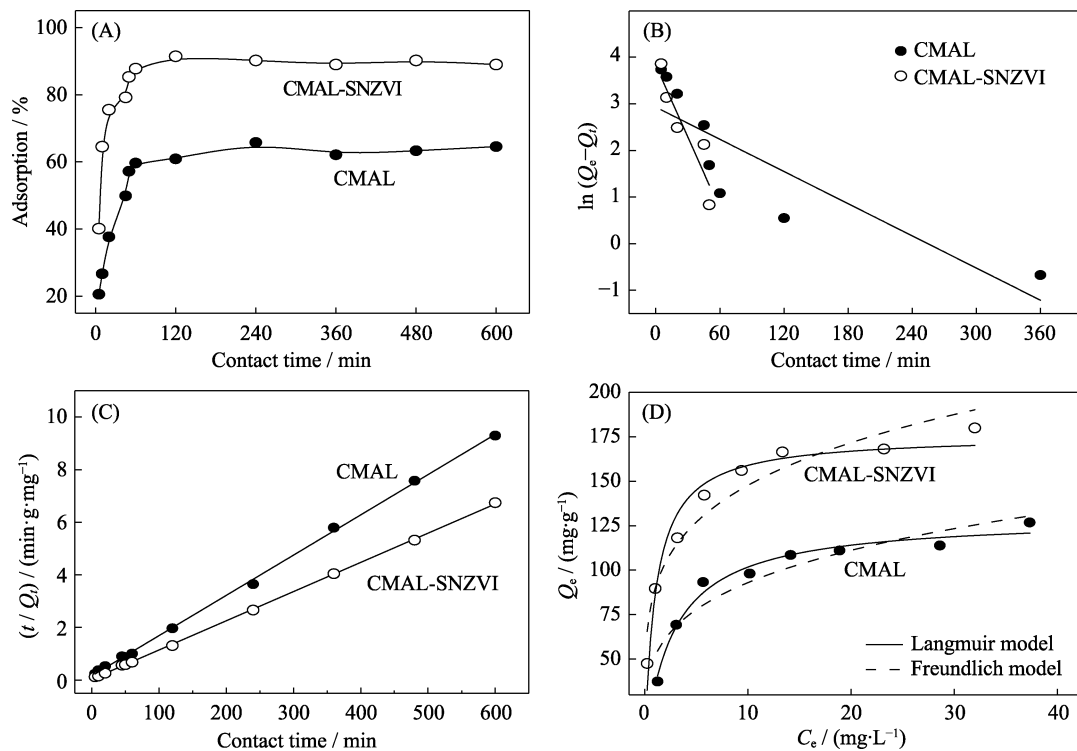 (A)
100
80
60
40
20
Adsorption / %
CMAL-SNZVI
CMAL
0 120 240 360 480 600
Contact time / min
(B)
4
3
2
1
0
−1
ln (Qe−Qt)
CMAL
CMAL-SNZVI
0 60 120 180 240 300 360
Contact time / min
(C)
10
8
6
4
2
0
(t / Qt) / (min·g·mg⁻¹)
CMAL
CMAL-SNZVI
0 100 200 300 400 500 600
Contact time / min
(D)
200
175
150
125
100
75
50
Qe / (mg·g⁻¹)
CMAL-SNZVI
CMAL
Langmuir model
Freundlich model
0 10 20 30 40
Ce / (mg·L⁻¹)